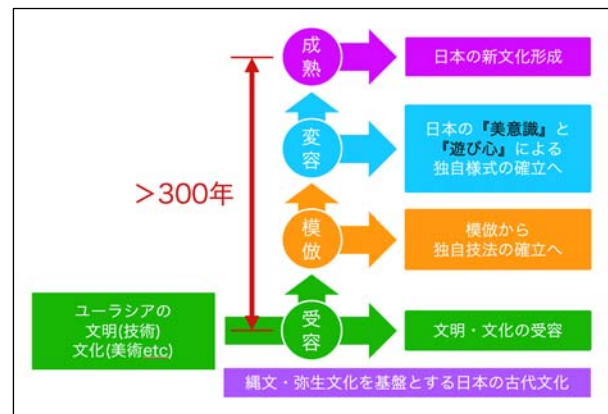 成熟
日本の新文化形成
変容
日本の『美意識』と
『遊び心』による
独自様式の確立へ
>300年
模倣
模倣から
独自技法の確立へ
ユーラシアの
文明(技術)
文化(美術etc)
受容
文明・文化の受容
縄文・弥生文化を基盤とする日本の古代文化